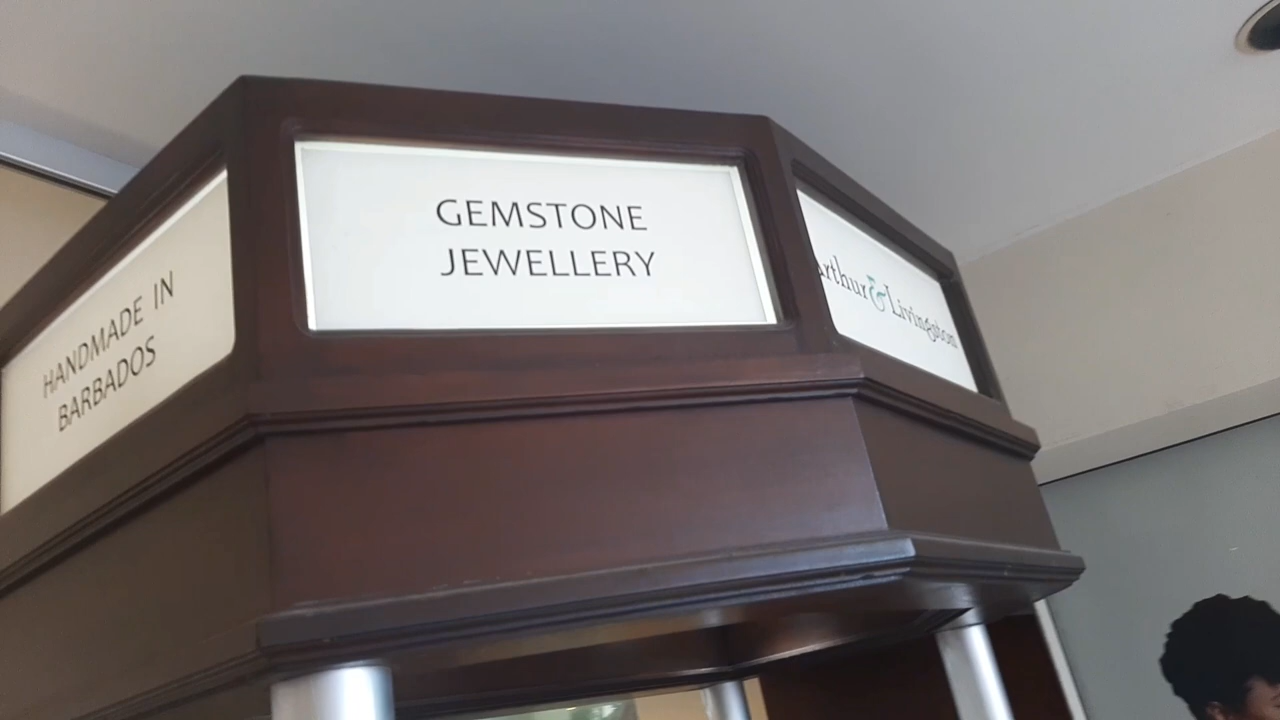 HANDMADE IN
BARBADOS
GEMSTONE
JEWELLERY
Arthur & Livingston